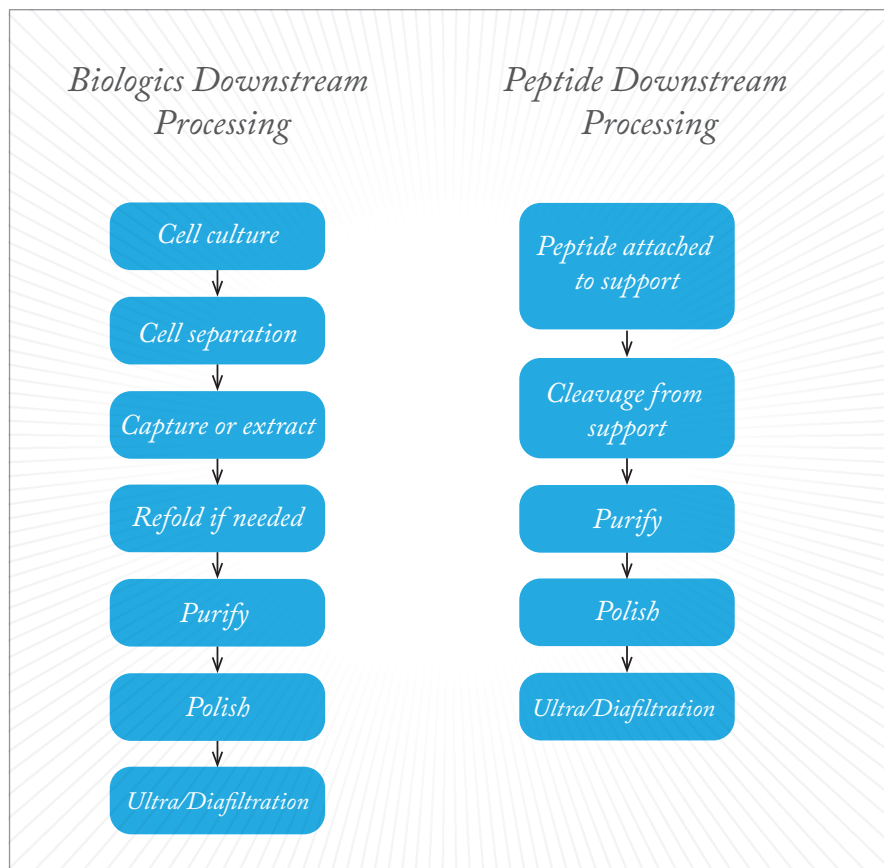 Biologics Downstream
Processing
Cell culture
Cell separation
Capture or extract
Refold if needed
Purify
Polish
Ultra/Diafiltration
Peptide Downstream
Processing
Peptide attached
to support
Cleavage from
support
Purify
Polish
Ultra/Diafiltration